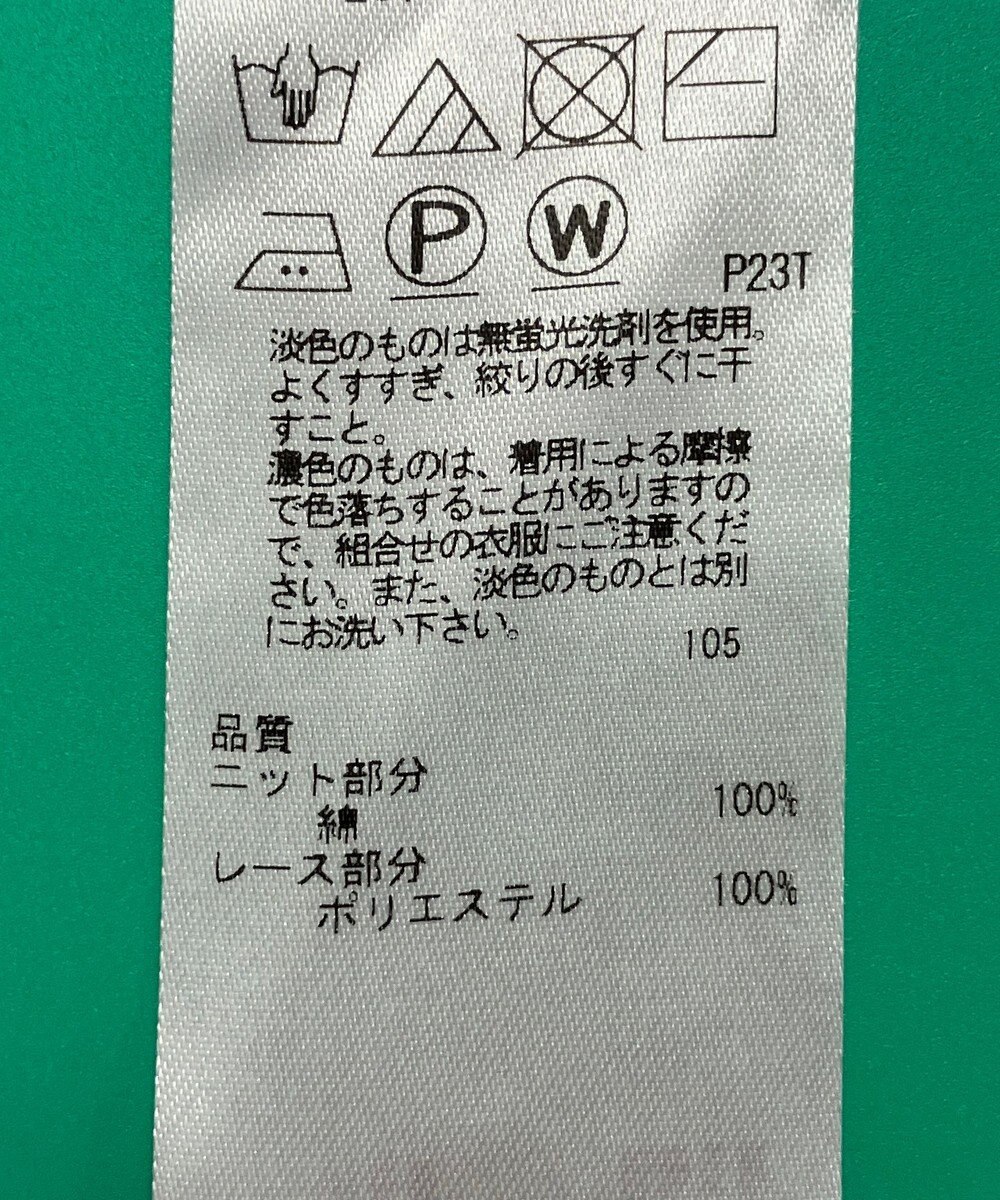 P
W
P23T
淡色のものは無蛍光洗剤を使用。
よくすすぎ、絞りの後すぐに干
すこと。
濃色のものは、着用による摩擦
で色落ちすることがありますの
で、組合せの衣服にご注意くだ
さい。また、淡色のものとは別
にお洗い下さい。
105
品質
ニット部分
綿 100%
レース部分
ポリエステル 100%